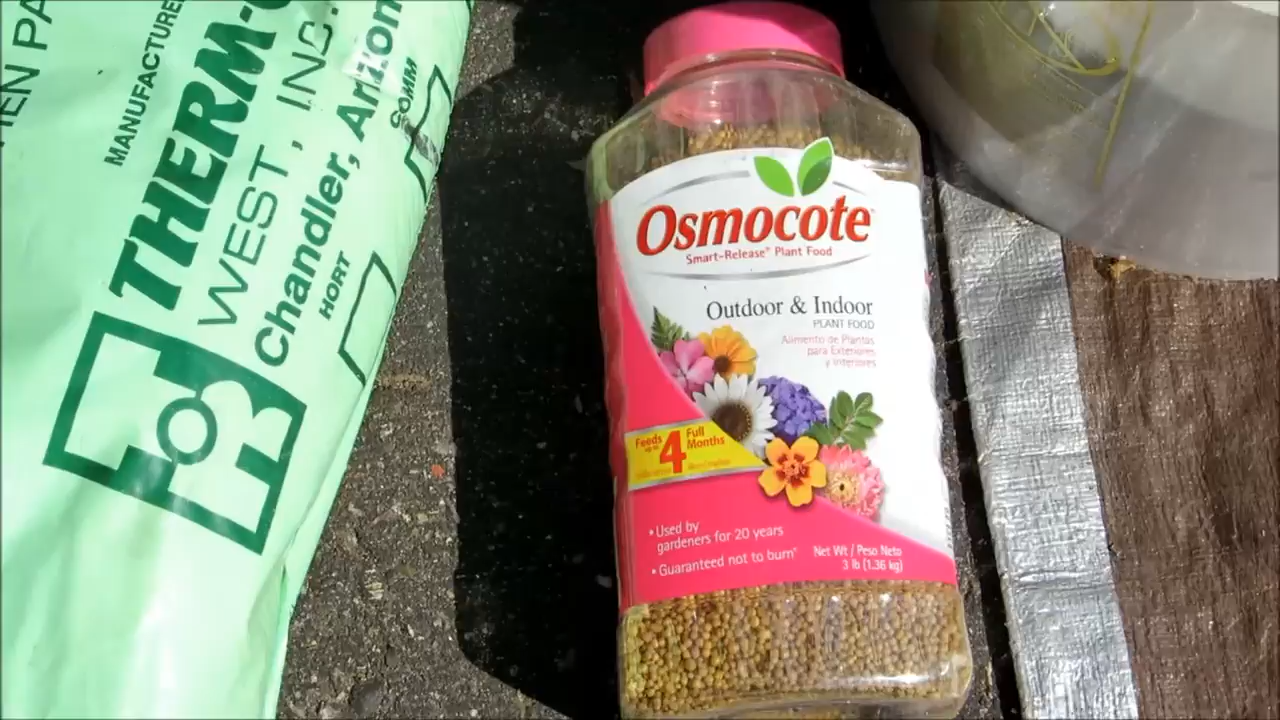 MANUFACTURE
THERM-O
WEST, INC.
Chandler, Arizon
COMM
HORT
Osmocote
Smart-Release® Plant Food
Outdoor & Indoor
PLANT FOOD
Alimento de Plantas
para Exteriores
y Interiores
Feeds up to 4 Full Months
• Used by
gardeners for 20 years
• Guaranteed not to burn*
Net Wt / Peso Neto
3 lb (1.36 kg)